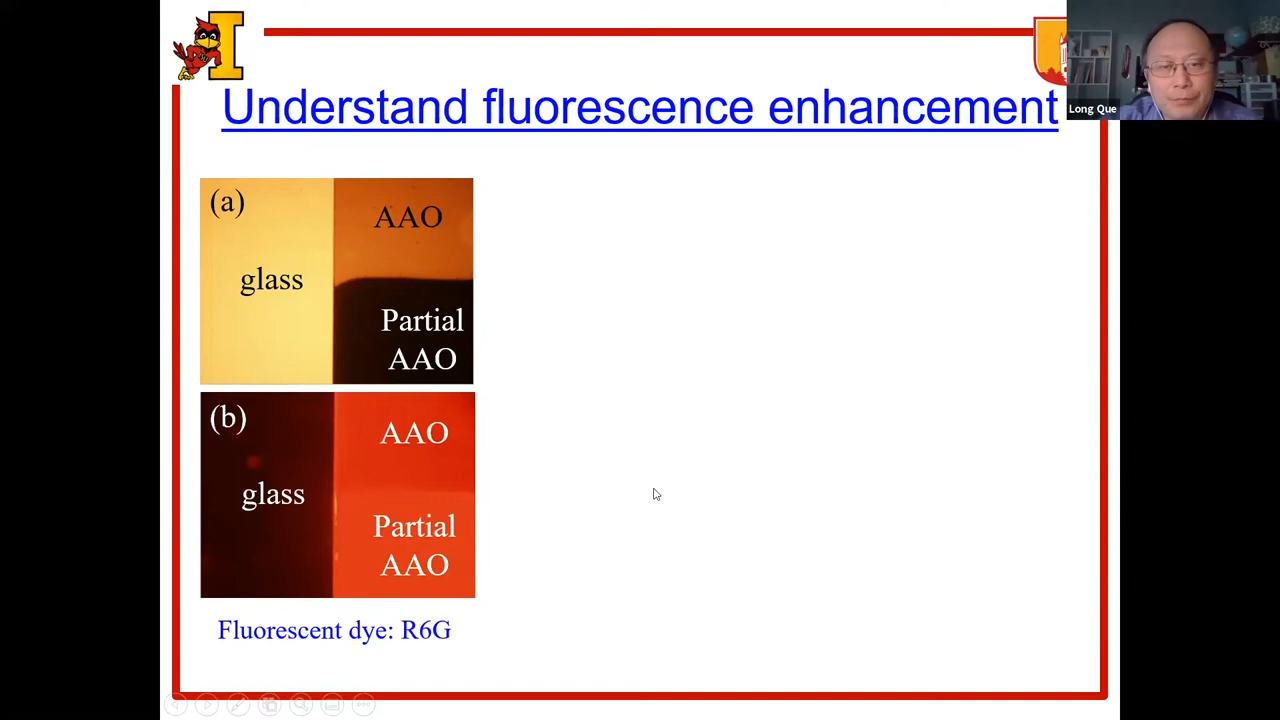 I
Long Que
Understand fluorescence enhancement
(a)
AAO
glass
Partial
AAO
(b)
AAO
glass
Partial
AAO
Fluorescent dye: R6G